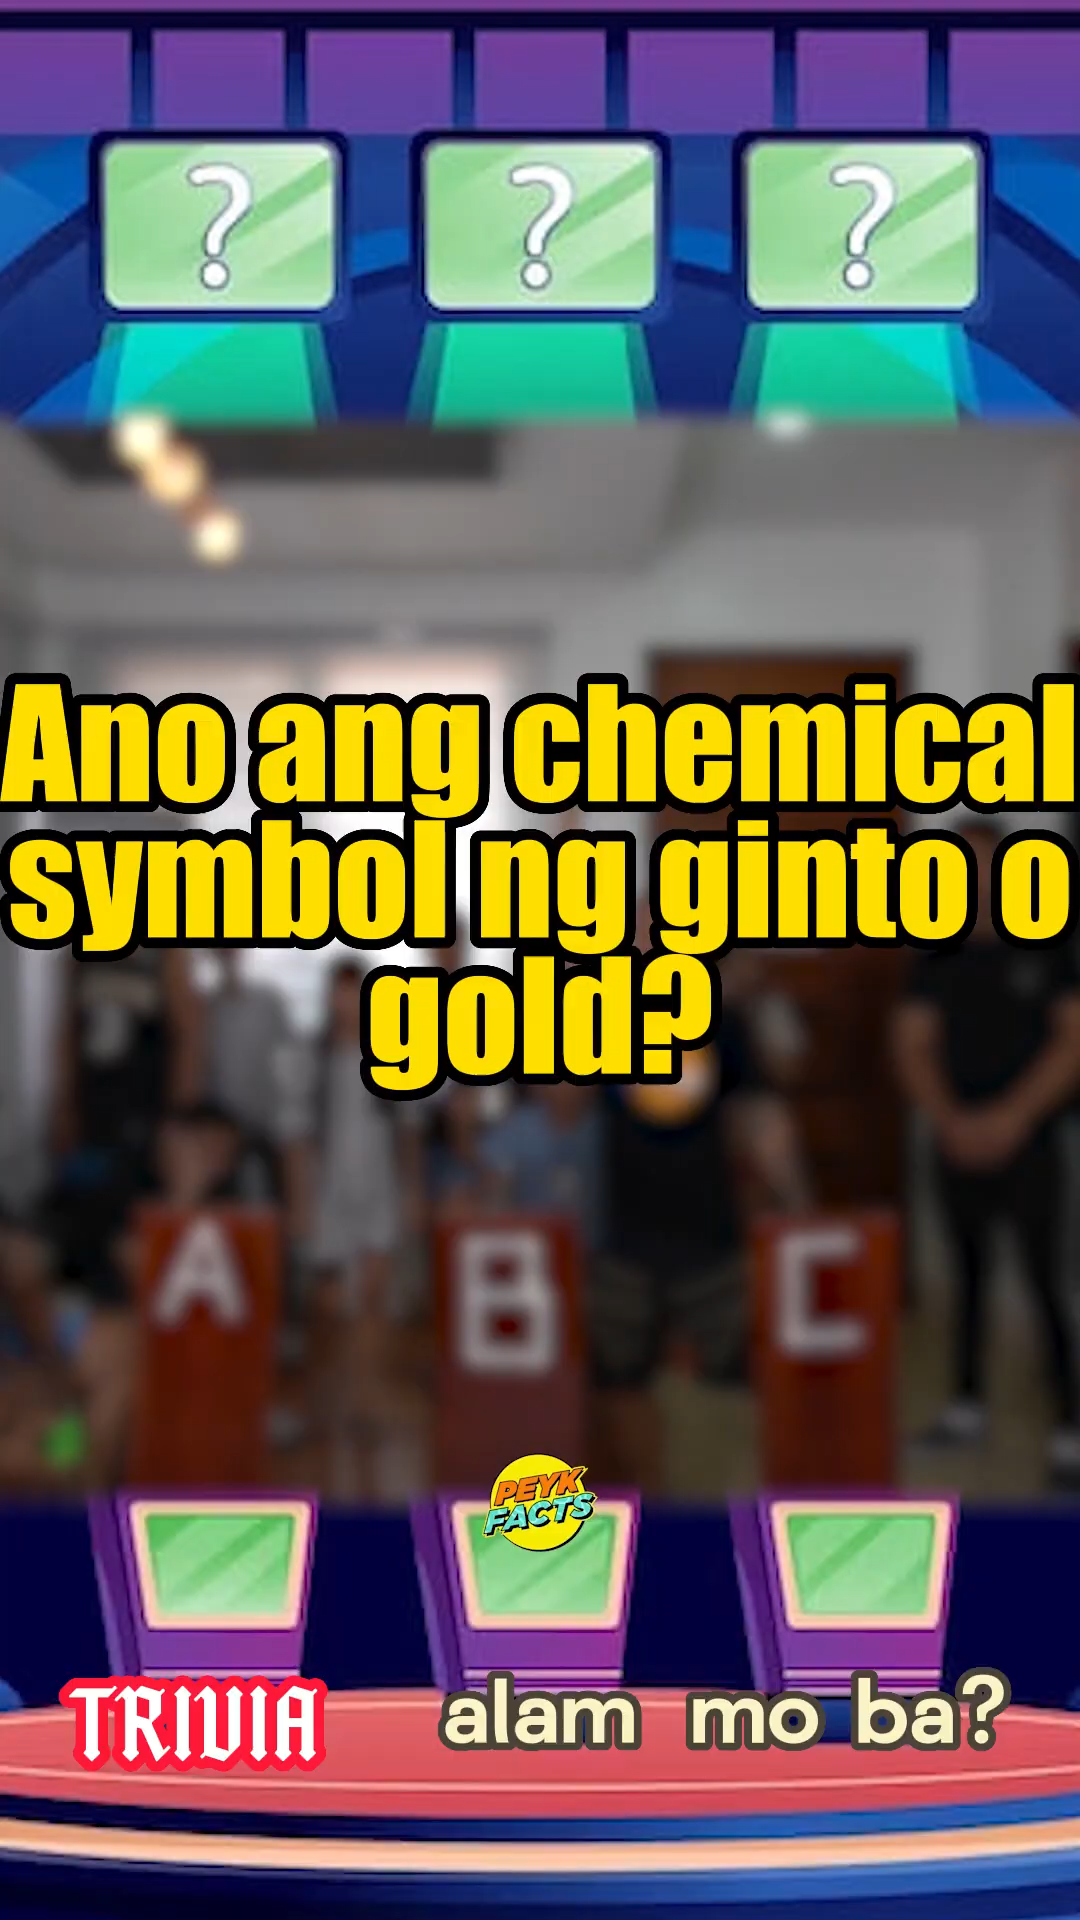 ?
?
?
Ano ang chemical
symbol ng ginto o
gold?
A
B
C
PEYK
FACTS
TRIVIA
alam mo ba?